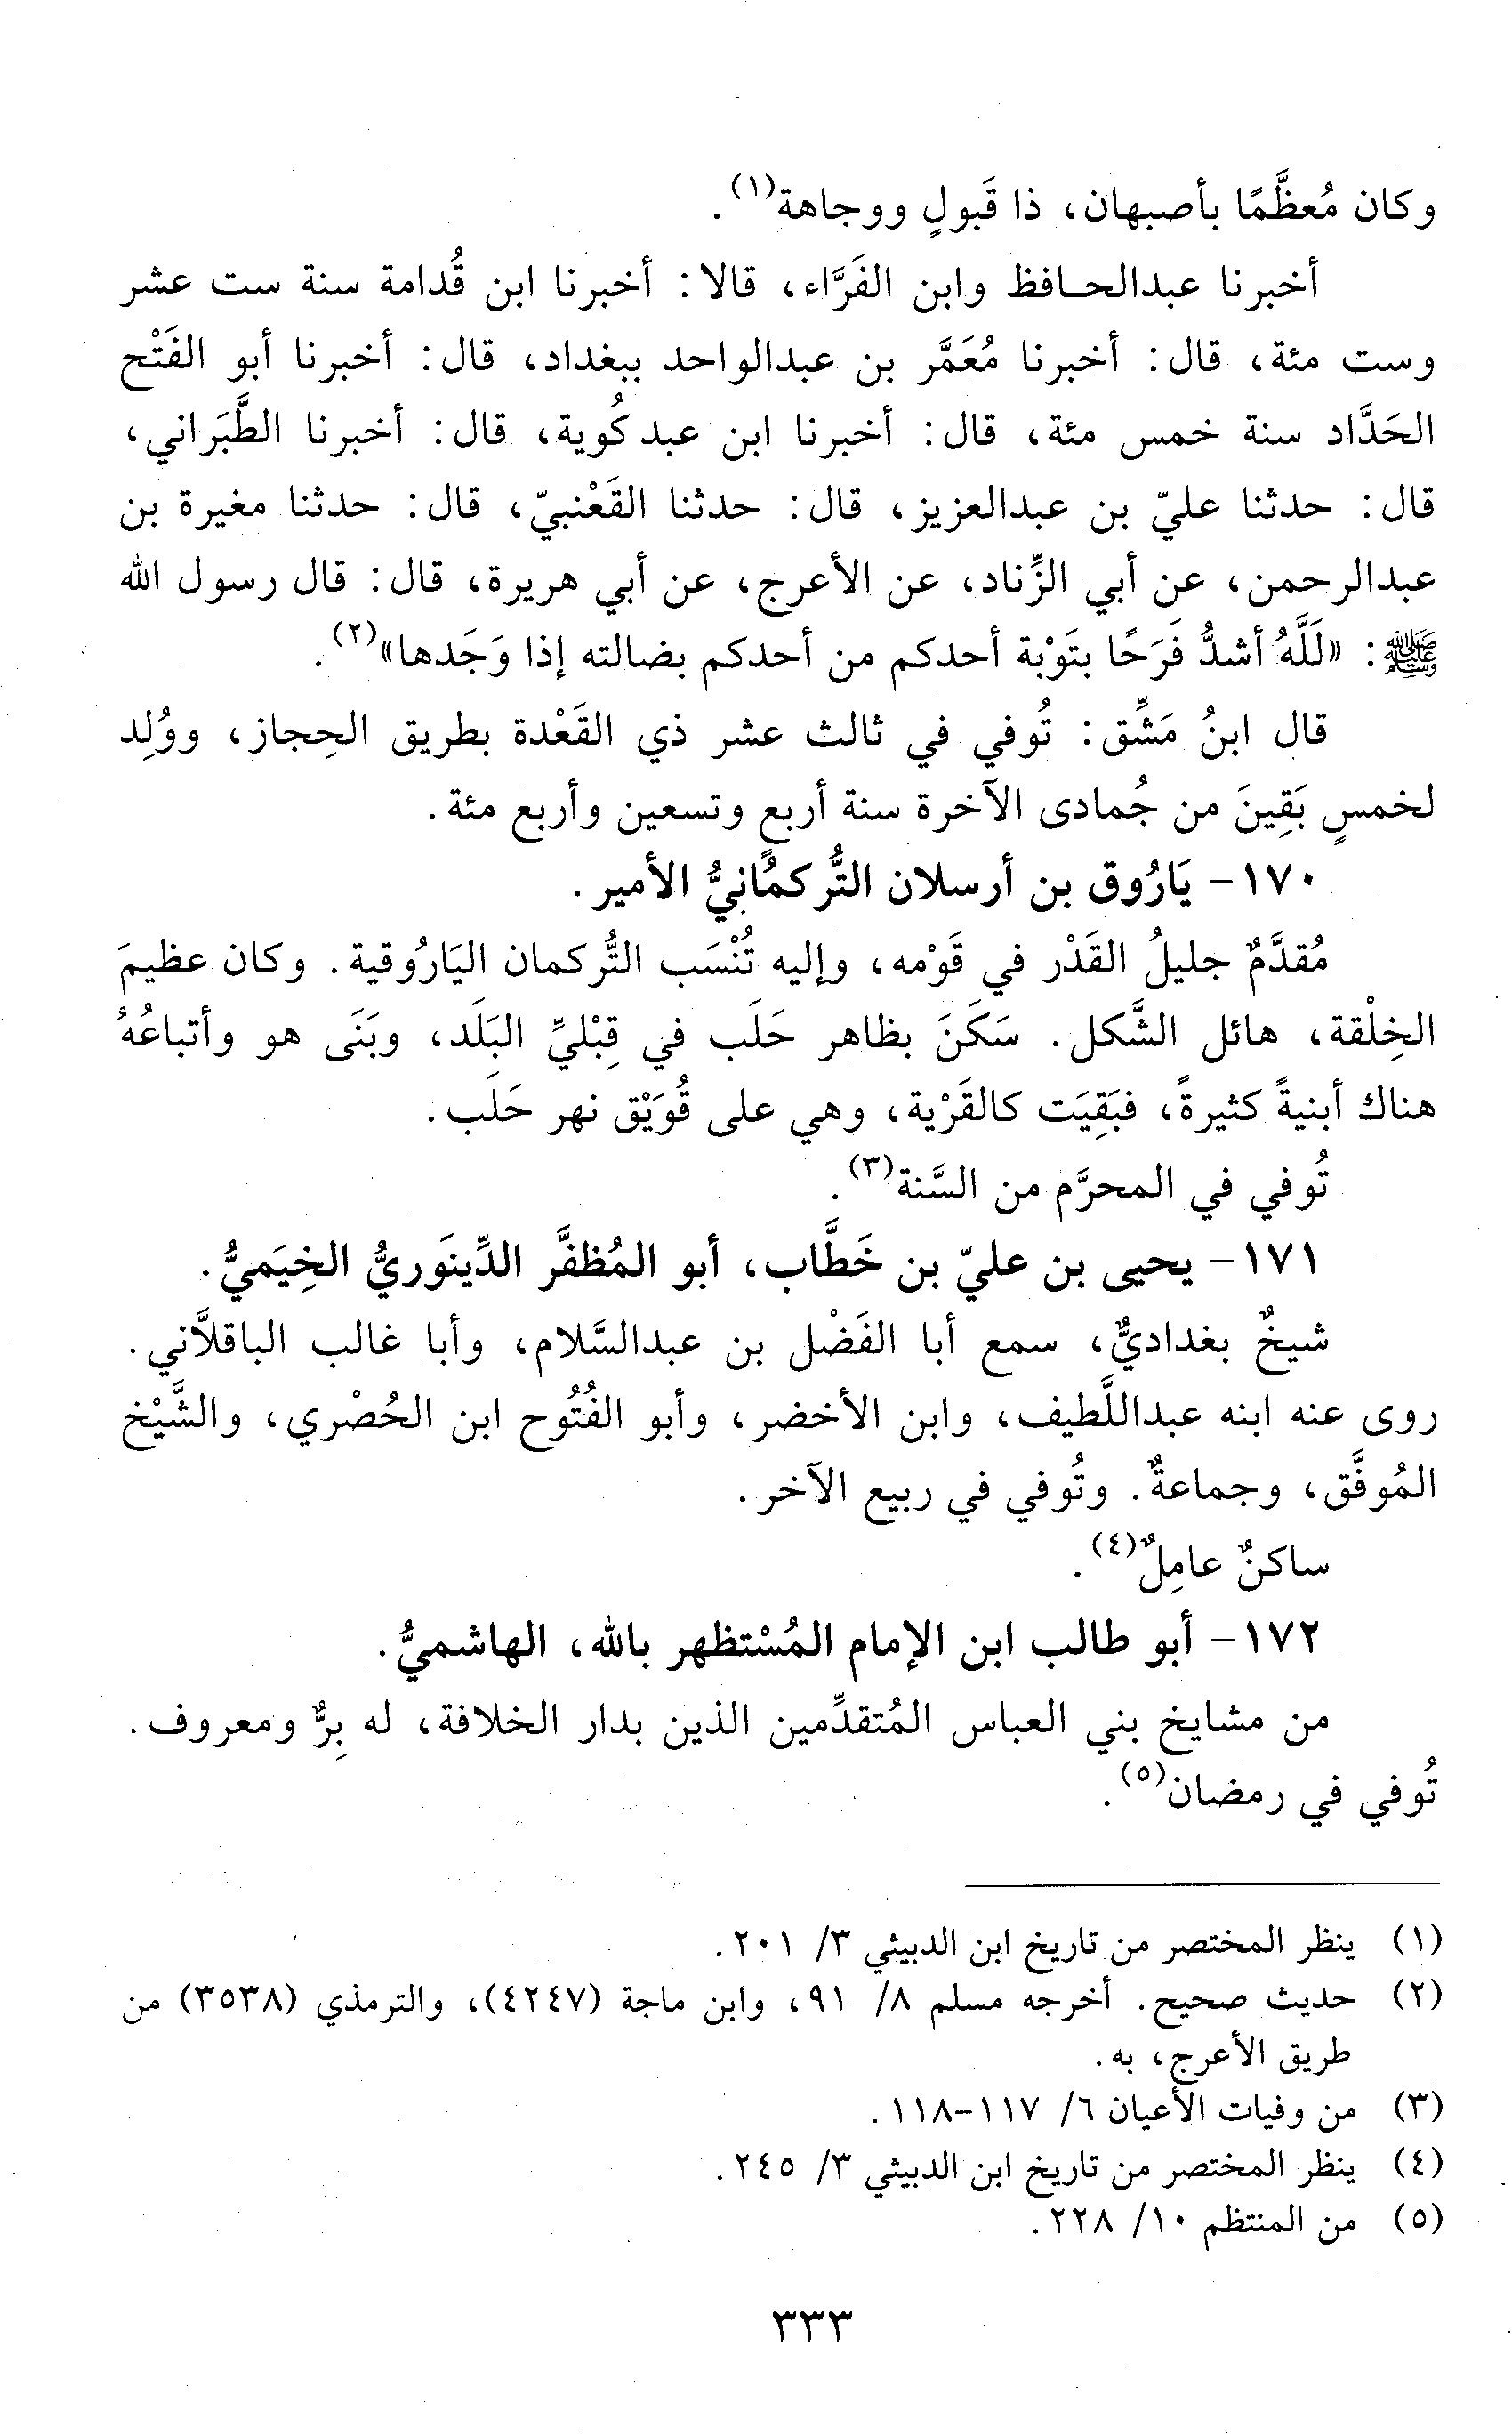 وكان مُعظَّمًا بأصبهان، ذا قَبولٍ ووجاهة(١).
أخبرنا عبدالحافظ وابن الفَرَّاء، قالا: أخبرنا ابن قُدامة سنة ست عشر
وست مئة، قال: أخبرنا مُعَمَّر بن عبدالواحد ببغداد، قال: أخبرنا أبو الفَتْح
الحَدَّاد سنة خمس مئة، قال: أخبرنا ابن عبدكُوية، قال: أخبرنا الطَّبَراني،
قال: حدثنا عليّ بن عبدالعزيز، قال: حدثنا القَعْنبيّ، قال: حدثنا مغيرة بن
عبدالرحمن، عن أبي الزِّناد، عن الأعرج، عن أبي هريرة، قال: قال رسول الله
ﷺ: «لَلَّهُ أشدُّ فَرَحًا بتَوْبة أحدكم من أحدكم بضالته إذا وَجَدها»(٢).
قال ابنُ مَشِّق: تُوفي في ثالث عشر ذي القَعْدة بطريق الحِجاز، ووُلِد
لخمسٍ بَقِينَ من جُمادى الآخرة سنة أربع وتسعين وأربع مئة.
١٧٠- يَارُوق بن أرسلان التُّركمُانيُّ الأمير.
مُقدَّمٌ جليلُ القَدْر في قَوْمه، وإليه تُنْسَب التُّركمان اليَارُوقية. وكان عظيمَ
الخِلْقة، هائل الشَّكل. سَكَنَ بظاهر حَلَب في قِبْليِّ البَلَد، وبَنَى هو وأتباعُهُ
هناك أبنيةً كثيرةً، فبَقِيَت كالقَرْية، وهي على قُوَيْق نهر حَلَب.
تُوفي في المحرَّم من السَّنة(٣).
١٧١- يحيى بن عليّ بن خَطَّاب، أبو المُظفَّر الدِّينَوريُّ الخِيَميُّ.
شيخٌ بغداديٌّ، سمع أبا الفَضْل بن عبدالسَّلام، وأبا غالب الباقلاَّني.
روى عنه ابنه عبداللَّطيف، وابن الأخضر، وأبو الفُتُوح ابن الحُصْري، والشَّيْخ
المُوفَّق، وجماعةٌ. وتُوفي في ربيع الآخر.
ساكنٌ عامِلٌ(٤).
١٧٢- أبو طالب ابن الإمام المُسْتظهر بالله، الهاشميُّ.
من مشايخ بني العباس المُتقدِّمين الذين بدار الخلافة، له بِرٌّ ومعروف.
تُوفي في رمضان(٥).
(١) ينظر المختصر من تاريخ ابن الدبيثي ٣/ ٢٠١.
(٢) حديث صحيح. أخرجه مسلم ٨/ ٩١، وابن ماجة (٤٢٤٧)، والترمذي (٣٥٣٨) من
طريق الأعرج، به.
(٣) من وفيات الأعيان ٦/ ١١٧-١١٨.
(٤) ينظر المختصر من تاريخ ابن الدبيثي ٣/ ٢٤٥.
(٥) من المنتظم ١٠/ ٢٢٨.
٣٣٣